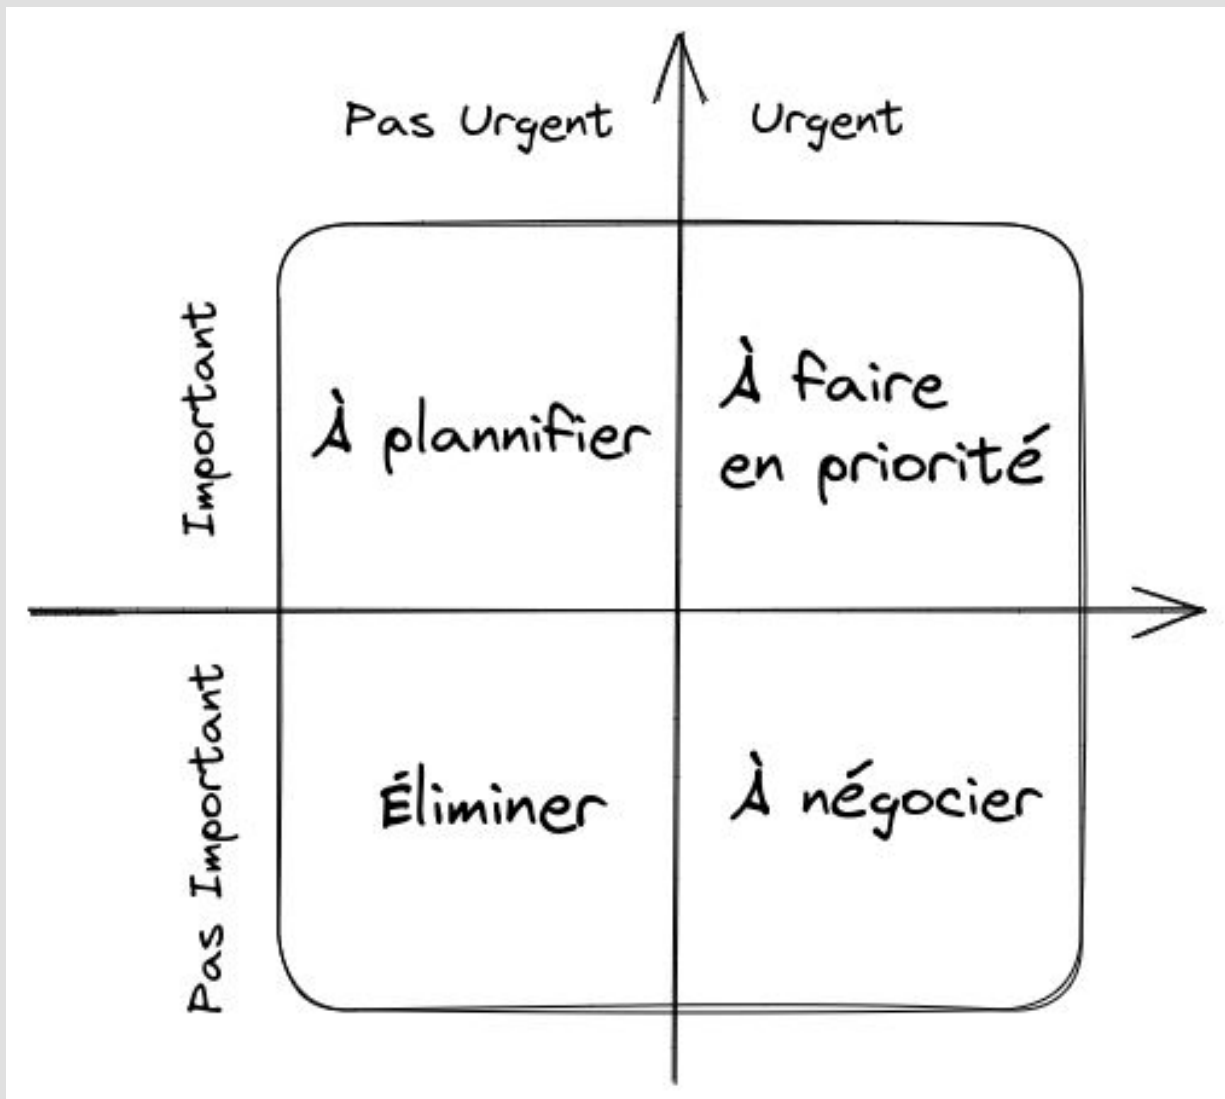 Pas Urgent
Urgent
Important
À plannifier
À faire
en priorité
Pas Important
Éliminer
À négocier